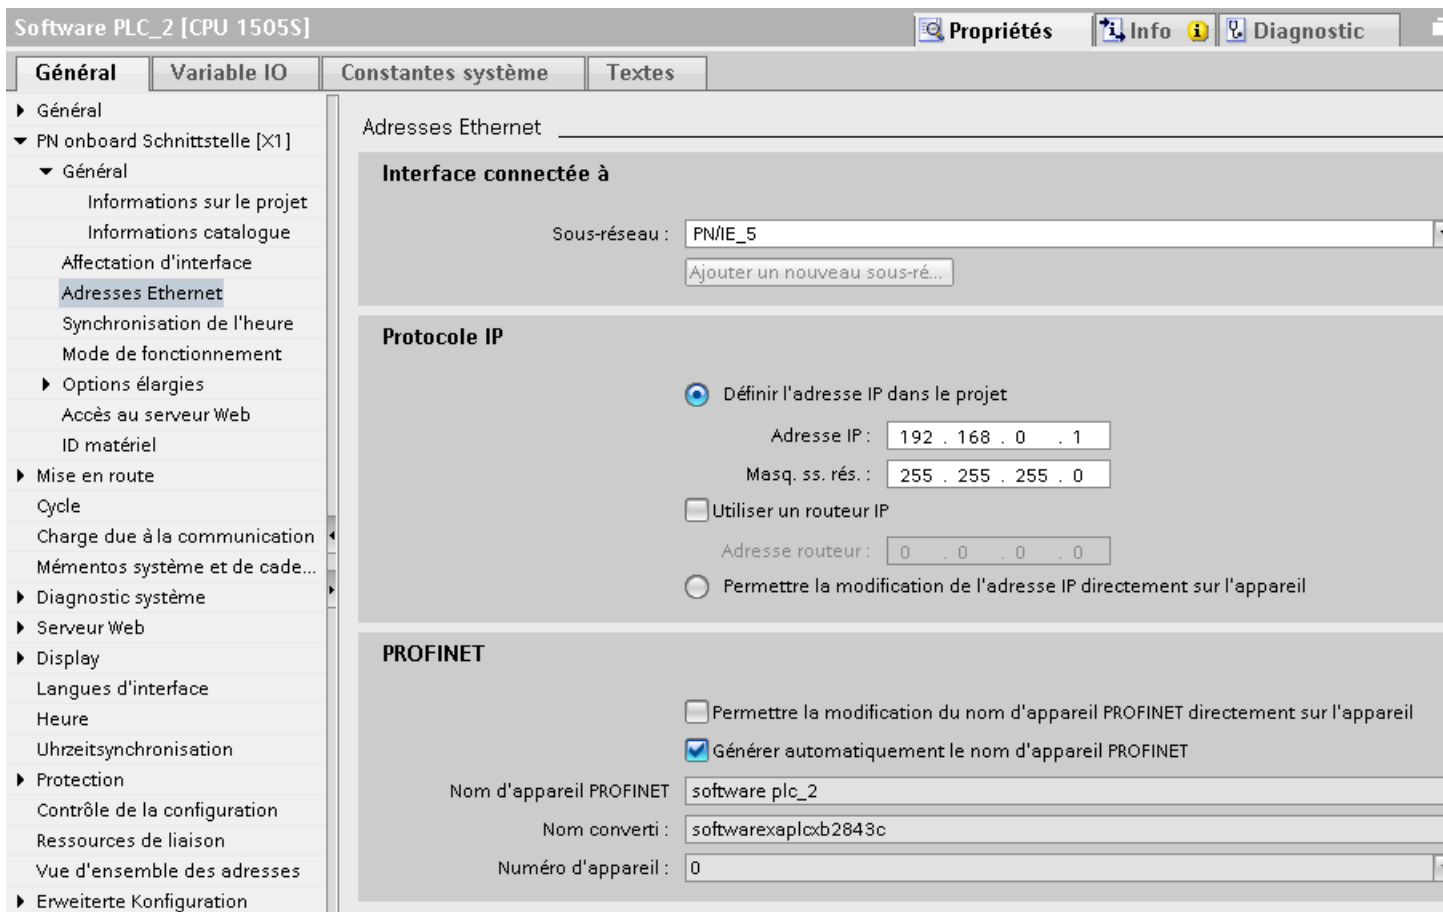 Software PLC_2 [CPU 1505S]
Propriétés
Info
Diagnostic
Général
Variable IO
Constantes système
Textes
Général
PN onboard Schnittstelle [X1]
Général
Informations sur le projet
Informations catalogue
Affectation d'interface
Adresses Ethernet
Synchronisation de l'heure
Mode de fonctionnement
Options élargies
Accès au serveur Web
ID matériel
Mise en route
Cycle
Charge due à la communication
Mémentos système et de cade...
Diagnostic système
Serveur Web
Display
Langues d'interface
Heure
Uhrzeitsynchronisation
Protection
Contrôle de la configuration
Ressources de liaison
Vue d'ensemble des adresses
Erweiterte Konfiguration
Adresses Ethernet
Interface connectée à
Sous-réseau : PN/IE_5
Ajouter un nouveau sous-ré...
Protocole IP
Définir l'adresse IP dans le projet
Adresse IP : 192 . 168 . 0 . 1
Masq. ss. rés. : 255 . 255 . 255 . 0
Utiliser un routeur IP
Adresse routeur : 0 . 0 . 0 . 0
Permettre la modification de l'adresse IP directement sur l'appareil
PROFINET
Permettre la modification du nom d'appareil PROFINET directement sur l'appareil
Générer automatiquement le nom d'appareil PROFINET
Nom d'appareil PROFINET software plc_2
Nom converti : softwarexaplcxb2843c
Numéro d'appareil : 0